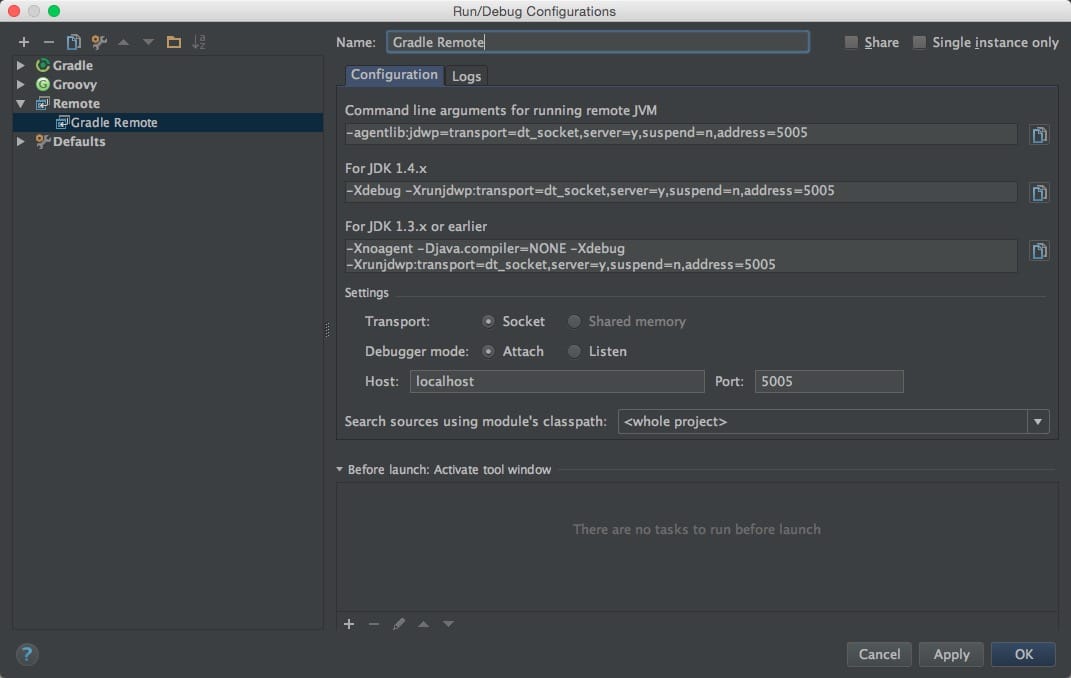 Run/Debug Configurations
Name: Gradle Remote
Share
Single instance only
Gradle
Groovy
Remote
Gradle Remote
Defaults
Configuration
Logs
Command line arguments for running remote JVM
-agentlib:jdwp=transport=dt_socket,server=y,suspend=n,address=5005
For JDK 1.4.x
-Xdebug -Xrunjdwp:transport=dt_socket,server=y,suspend=n,address=5005
For JDK 1.3.x or earlier
-Xnoagent -Djava.compiler=NONE -Xdebug
-Xrunjdwp:transport=dt_socket,server=y,suspend=n,address=5005
Settings
Transport: Socket Shared memory
Debugger mode: Attach Listen
Host: localhost Port: 5005
Search sources using module's classpath: <whole project>
Before launch: Activate tool window
There are no tasks to run before launch
?
Cancel Apply OK